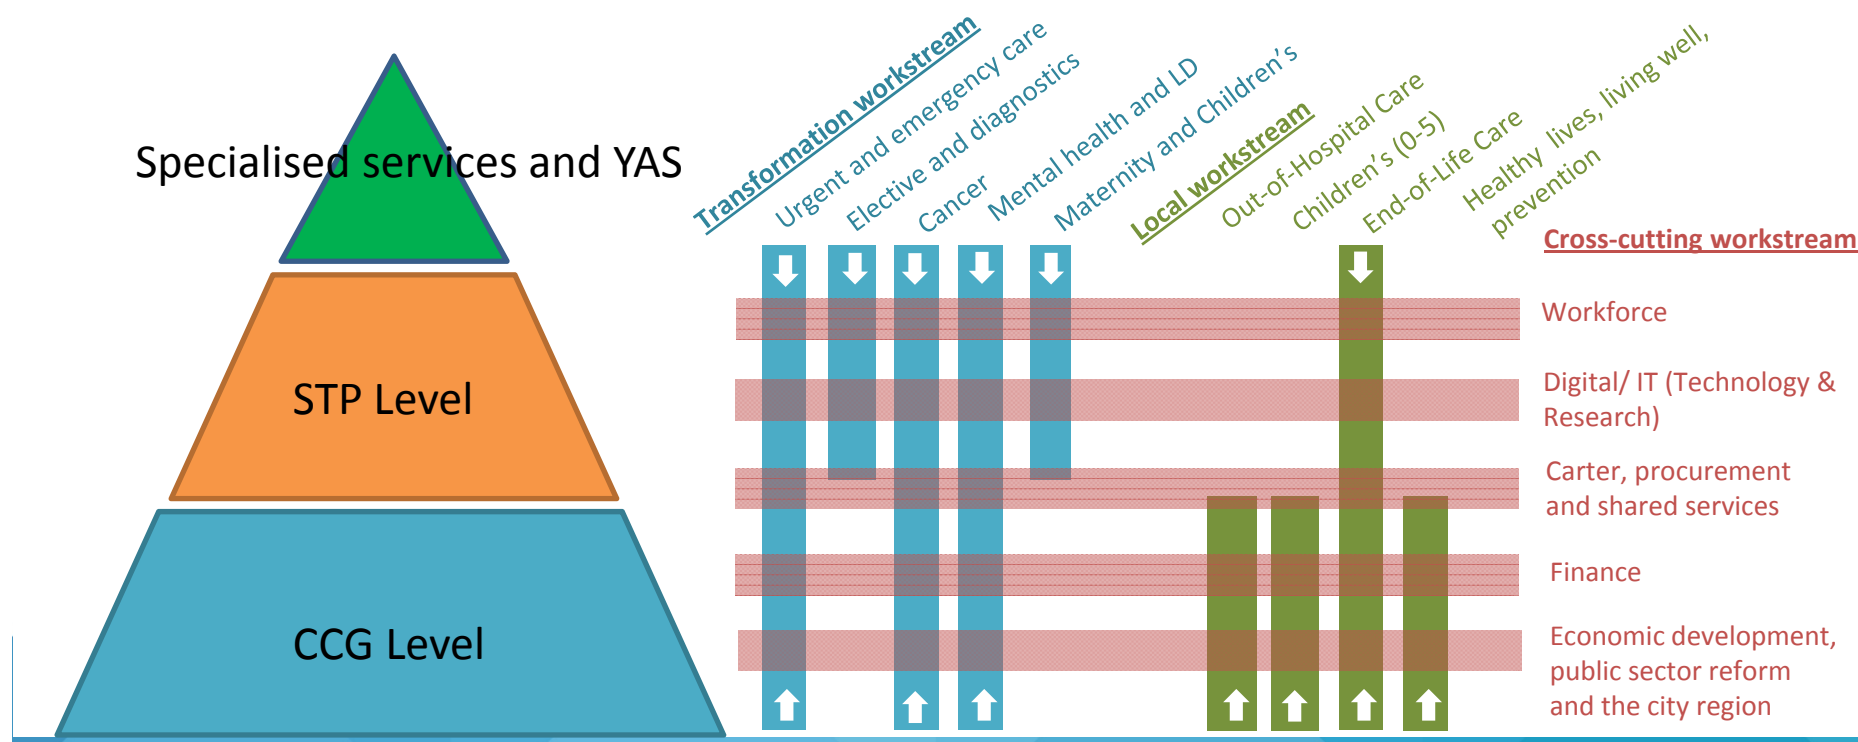 Specialised services and YAS
STP Level
CCG Level
Transformation workstream
Urgent and emergency care
Elective and diagnostics
Cancer
Mental health and LD
Maternity and Children's
Local workstream
Out-of-Hospital Care
Children's (0-5)
End-of-Life Care
Healthy  lives, living well,
prevention
Cross-cutting workstream
Workforce
Digital/ IT (Technology &
Research)
Carter, procurement
and shared services
Finance
Economic development,
public sector reform
and the city region